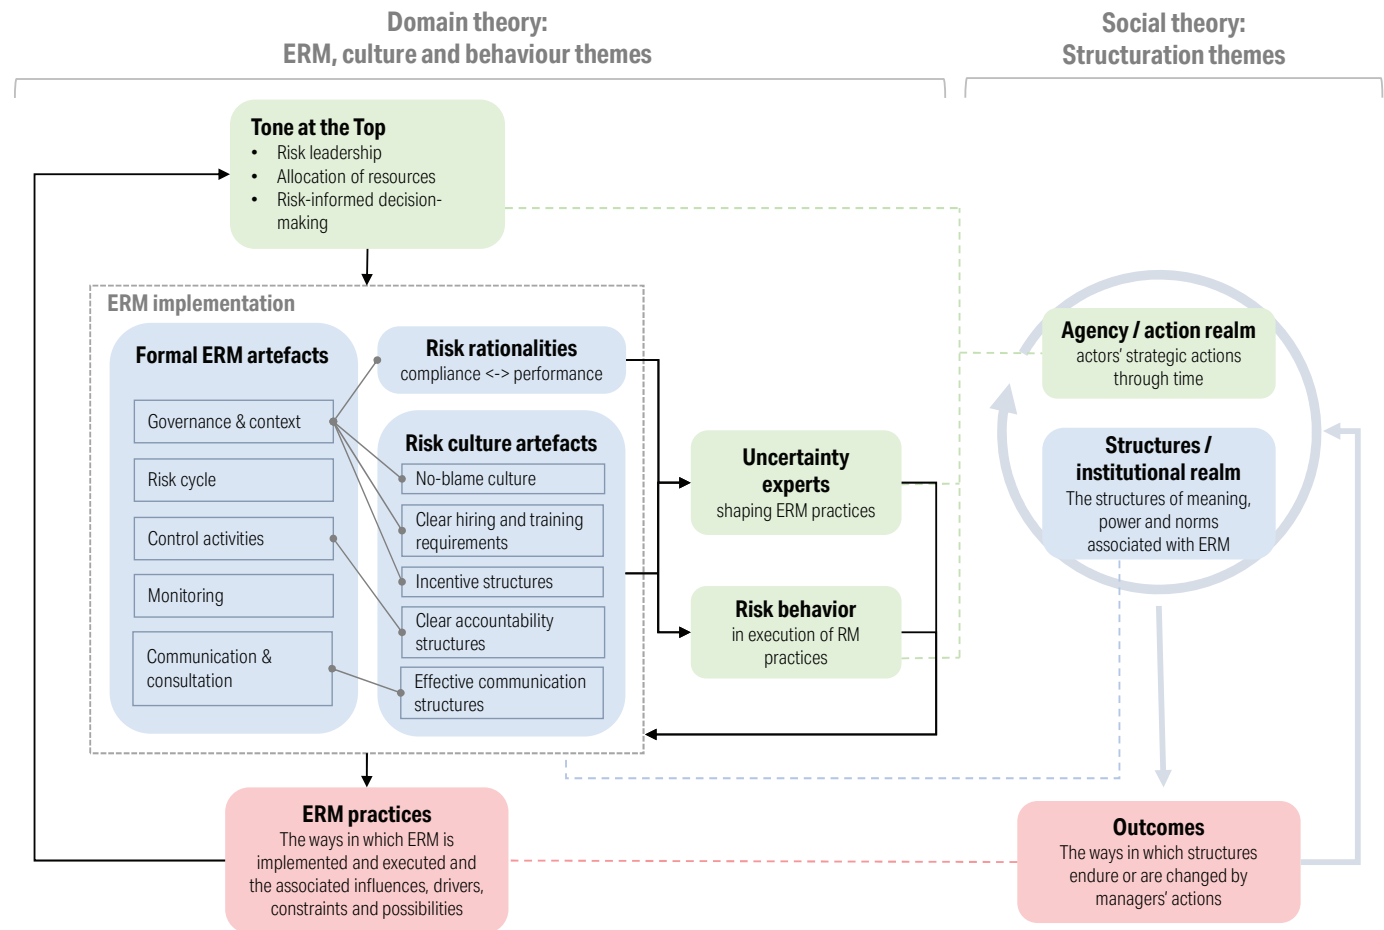 Domain theory:
ERM, culture and behaviour themes
Social theory:
Structuration themes
Tone at the Top
• Risk leadership
• Allocation of resources
• Risk-informed decision-
making
ERM implementation
Formal ERM artefacts
Governance & context
Risk cycle
Control activities
Monitoring
Communication &
consultation
Risk rationalities
compliance <-> performance
Risk culture artefacts
No-blame culture
Clear hiring and training
requirements
Incentive structures
Clear accountability
structures
Effective communication
structures
Uncertainty
experts
shaping ERM practices
Risk behavior
in execution of RM
practices
ERM practices
The ways in which ERM is
implemented and executed and
the associated influences, drivers,
constraints and possibilities
Agency / action realm
actors' strategic actions
through time
Structures /
institutional realm
The structures of meaning,
power and norms
associated with ERM
Outcomes
The ways in which structures
endure or are changed by
managers' actions